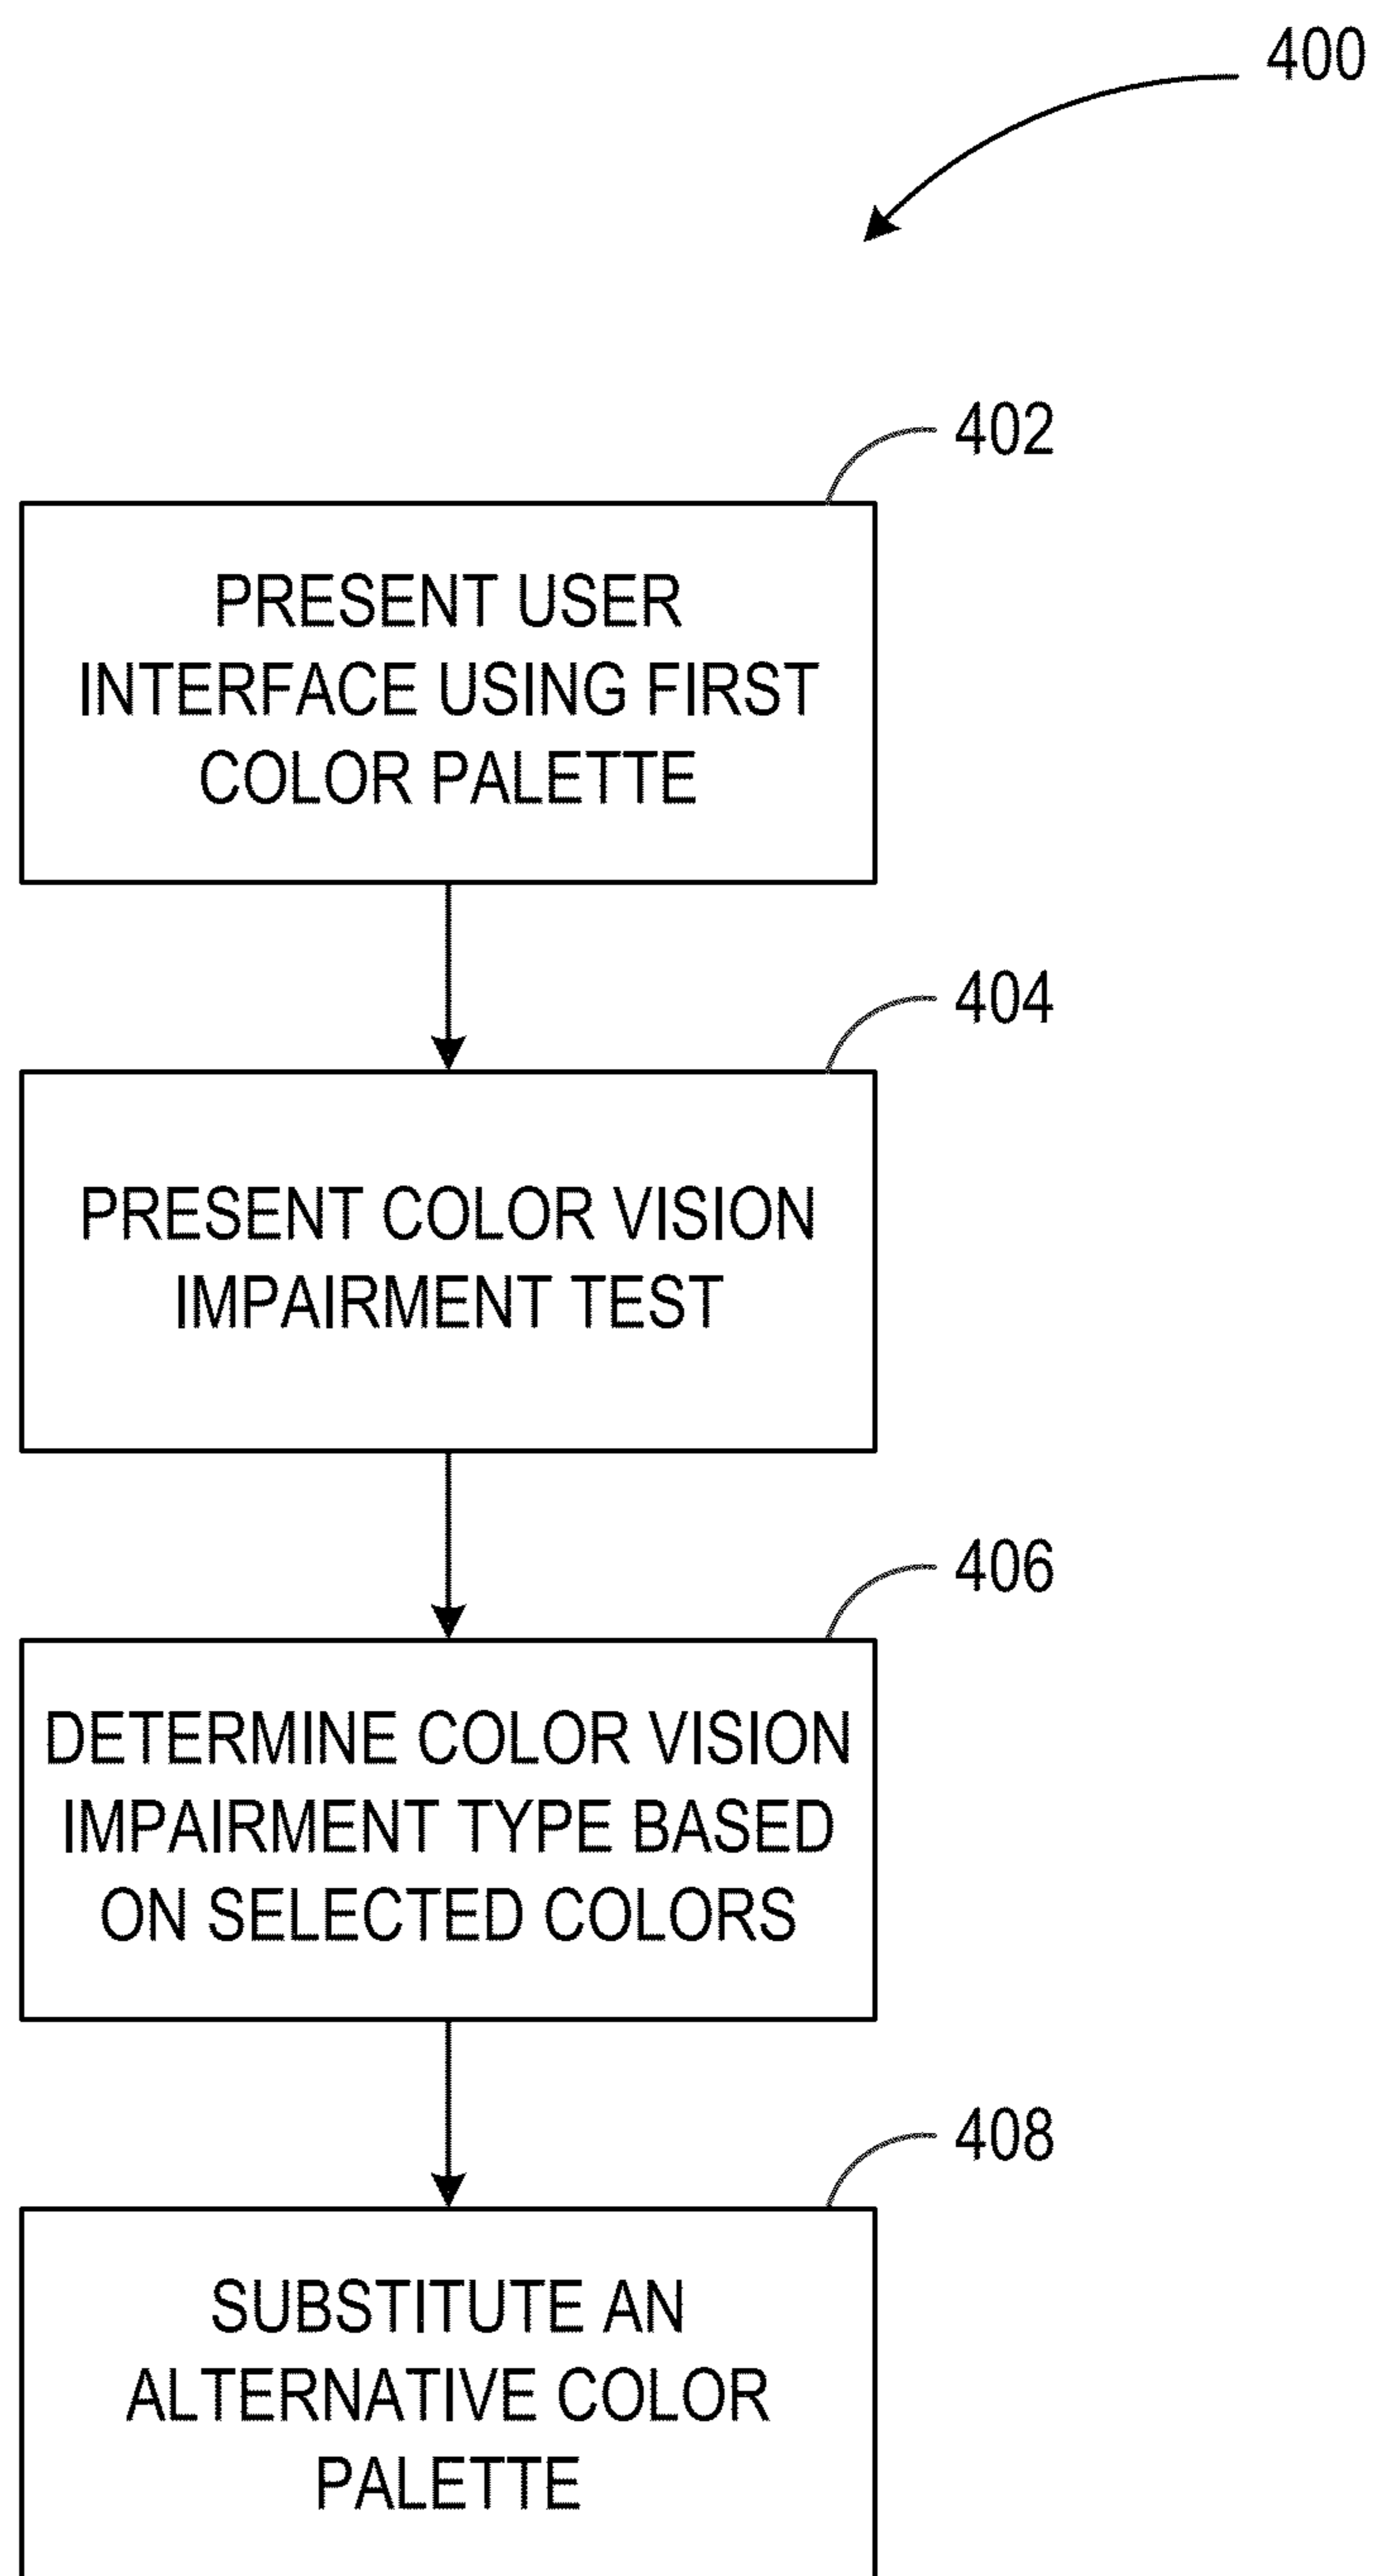 400
402
PRESENT USER
INTERFACE USING FIRST
COLOR PALETTE
404
PRESENT COLOR VISION
IMPAIRMENT TEST
406
DETERMINE COLOR VISION
IMPAIRMENT TYPE BASED
ON SELECTED COLORS
408
SUBSTITUTE AN
ALTERNATIVE COLOR
PALETTE